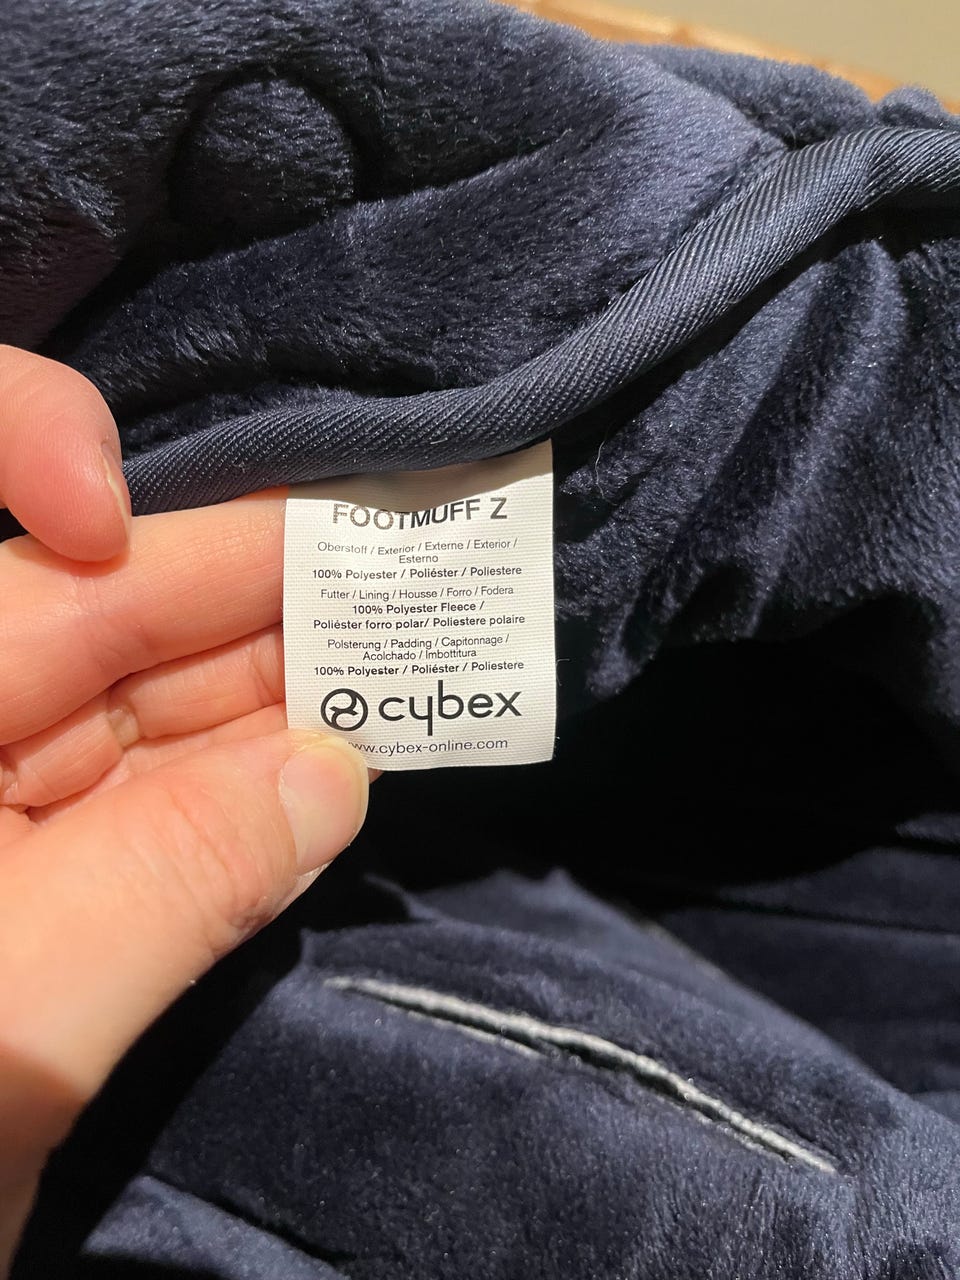 FOOTMUFF Z
Oberstoff / Exterior / Externe / Exterior /
Esterno
100% Polyester / Poliéster / Poliestere
Futter / Lining / Housse / Forro / Fodera
100% Polyester Fleece /
Poliéster forro polar/ Poliestere polaire
Polsterung / Padding / Capitonnage /
Acolchado / Imbottitura
100% Polyester / Poliéster / Poliestere
cybex
www.cybex-online.com